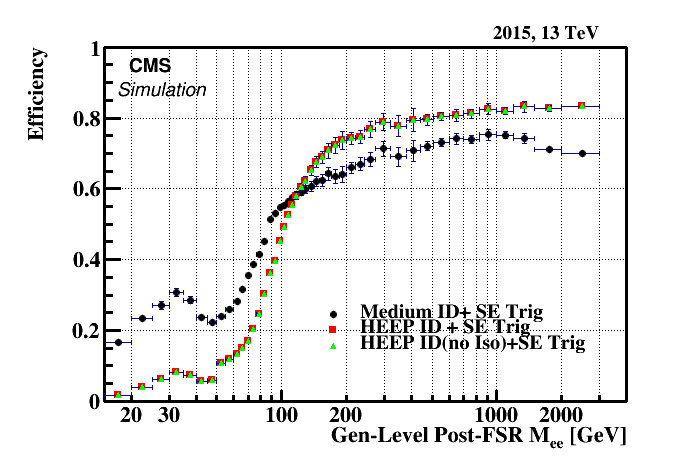 2015, 13 TeV
CMS
Simulation
Efficiency
1
0.8
0.6
0.4
0.2
0
Medium ID+ SE Trig
HEEP ID + SE Trig
HEEP ID(no Iso)+SE Trig
20 30 100 200 1000 2000
Gen-Level Post-FSR Mee [GeV]